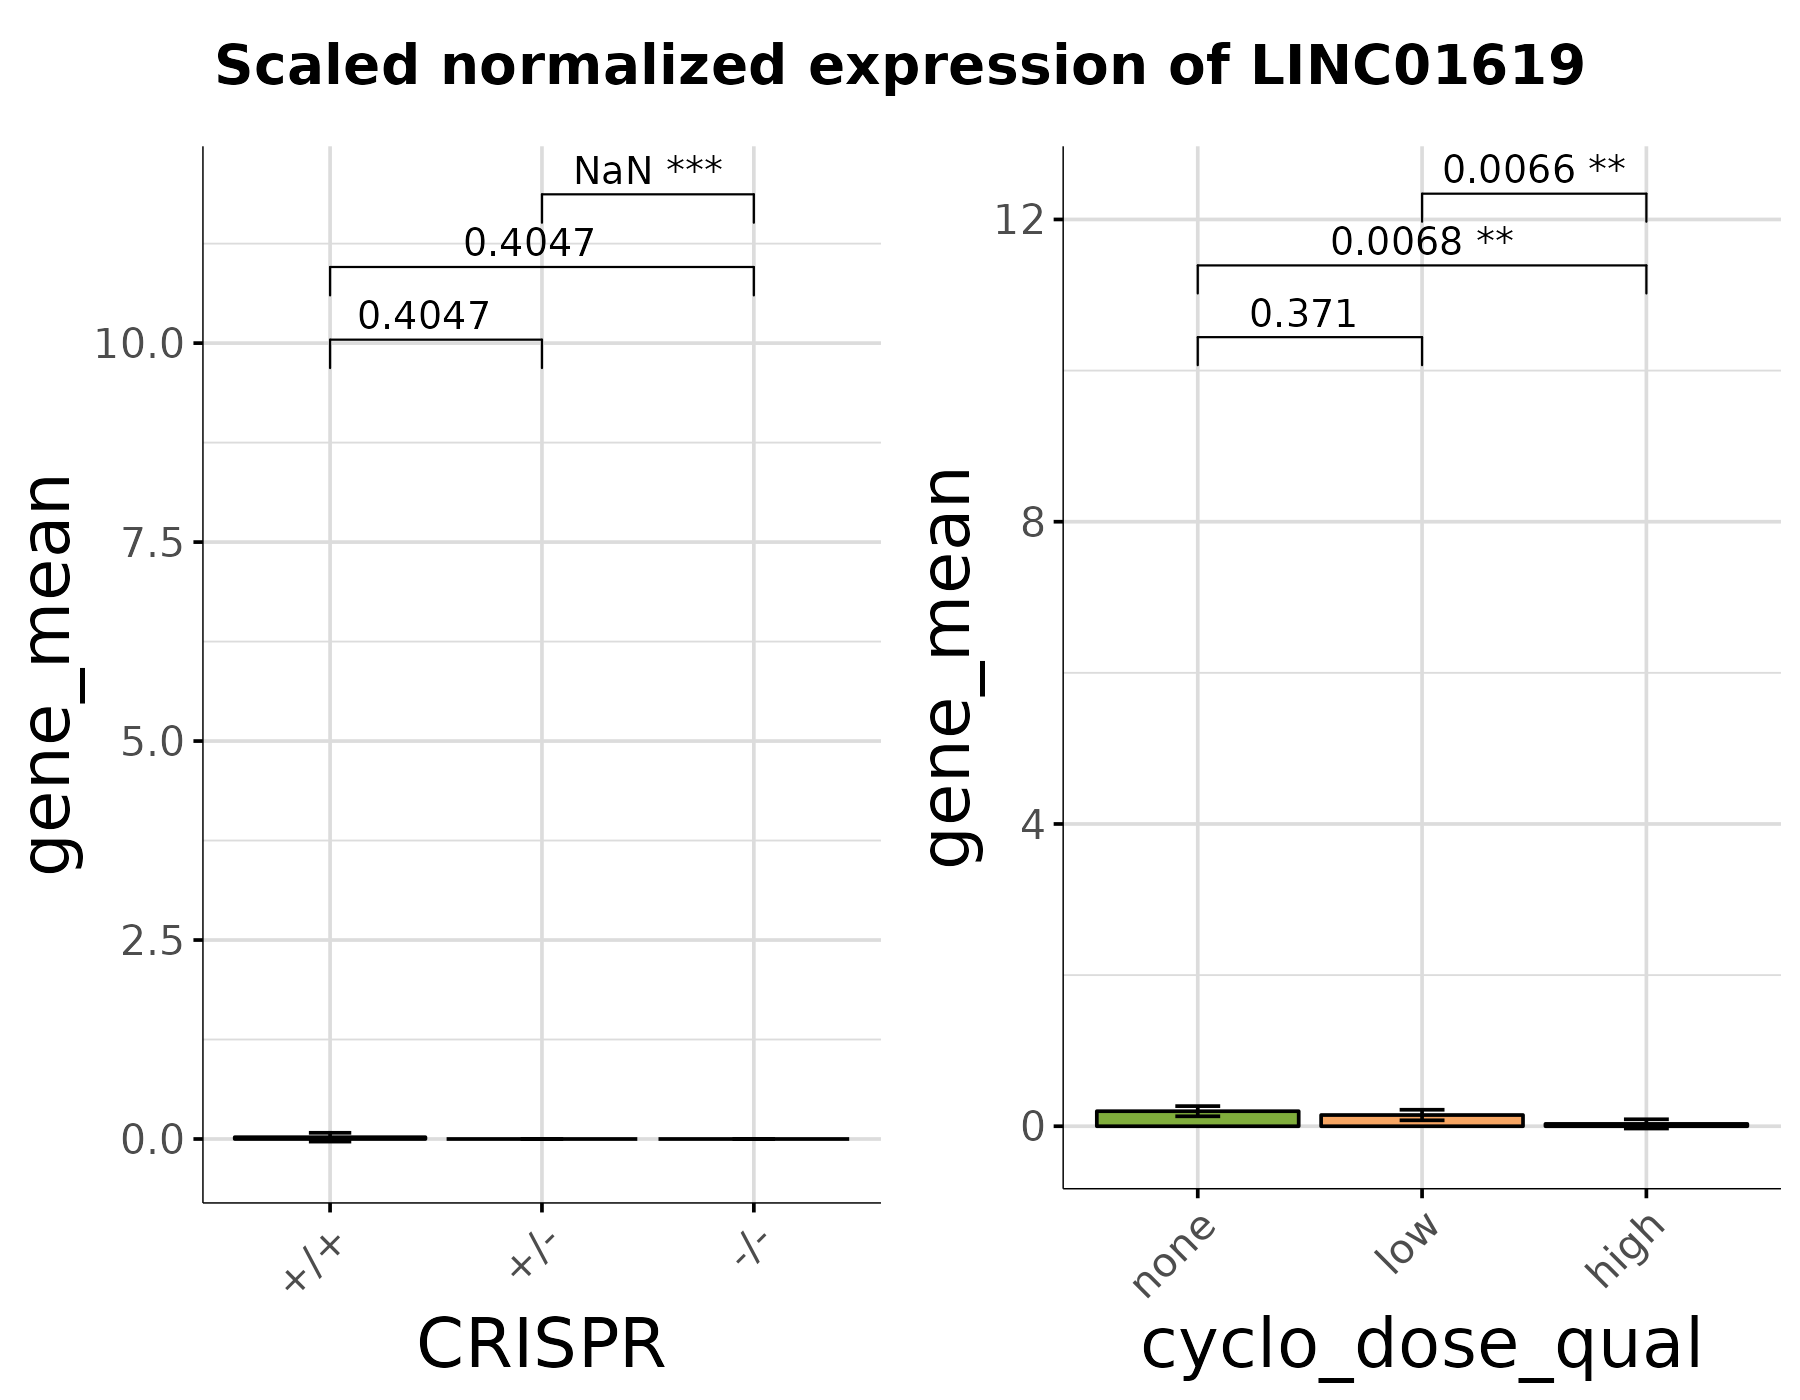 Scaled normalized expression of LINC01619
NaN ***
0.4047
0.4047
10.0
7.5
5.0
2.5
0.0
gene_mean
+/+
+/-
-/-
CRISPR
0.0066 **
0.0068 **
0.371
12
8
4
0
gene_mean
none
low
high
cyclo_dose_qual